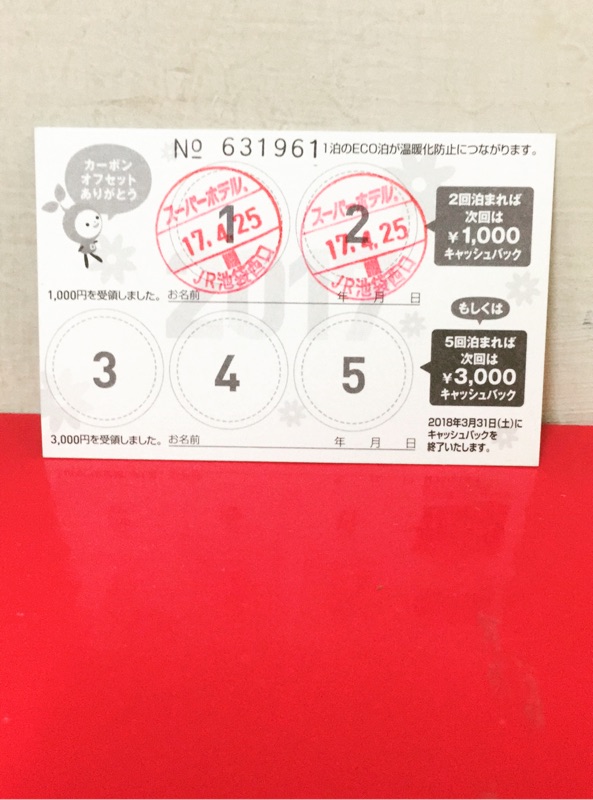 No 631961
1泊のECO泊が温暖化防止につながります。
カーボン
オフセット
ありがとう
スーパーホテル
1
17.4.25
JR池袋西口
スーパーホテル
2
17.4.25
JR池袋西口
2回泊まれば
次回は
¥1,000
キャッシュバック
2017
1,000円を受領しました。お名前 年 月 日
もしくは
3
4
5
5回泊まれば
次回は
¥3,000
キャッシュバック
3,000円を受領しました。お名前 年 月 日
2018年3月31日(土)に
キャッシュバックを
終了いたします。